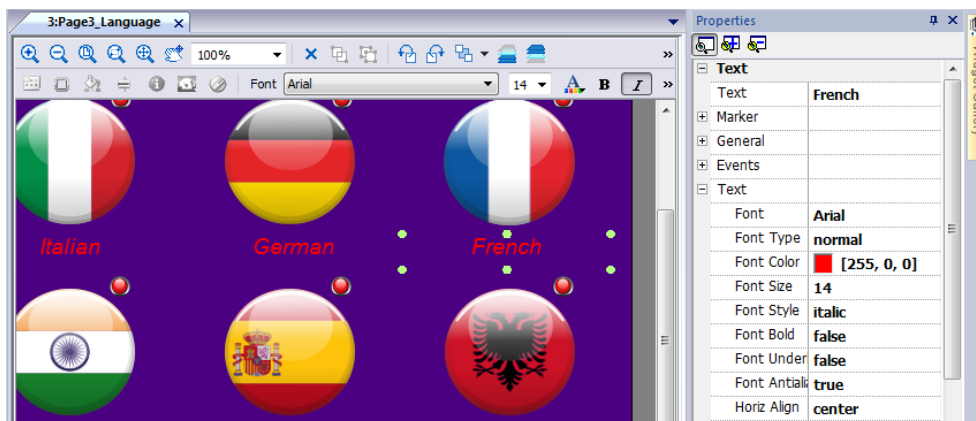 3:Page3_Language
100%
Font Arial 14 B I
Italian German French
Properties
Text
Text French
Marker
General
Events
Text
Font Arial
Font Type normal
Font Color [255, 0, 0]
Font Size 14
Font Style italic
Font Bold false
Font Under false
Font Antiali true
Horiz Align center